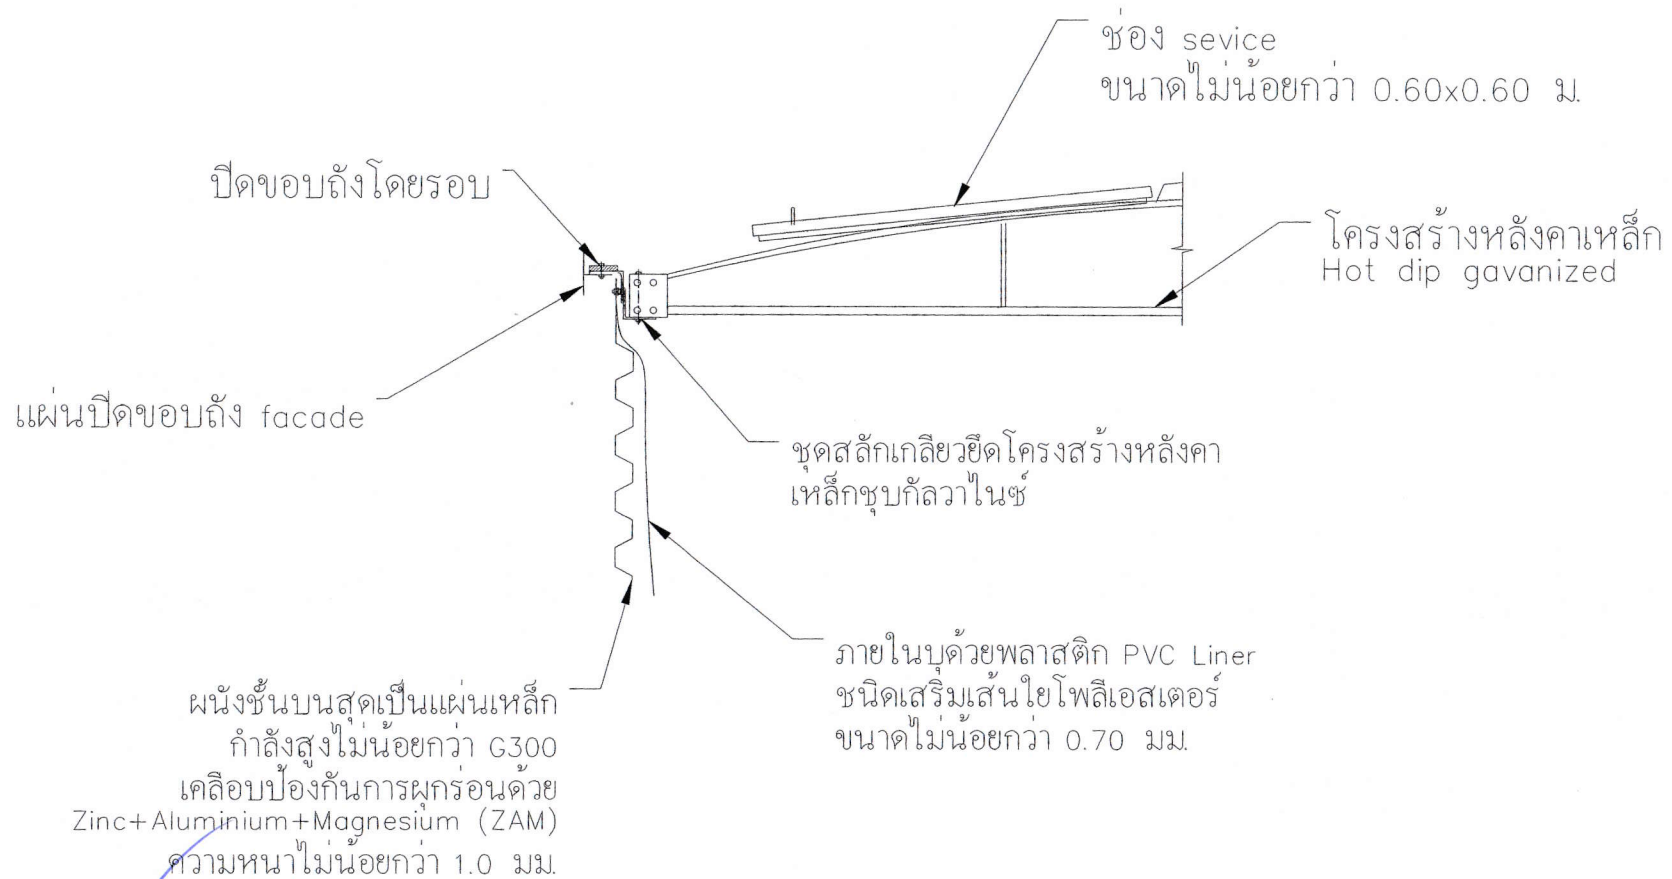 ช่อง sevice
ขนาดไม่น้อยกว่า 0.60x0.60 ม.
ปิดขอบถังโดยรอบ
โครงสร้างหลังคาเหล็ก
Hot dip gavanized
แผ่นปิดขอบถัง facade
ชุดสลักเกลียวยึดโครงสร้างหลังคา
เหล็กชุบกัลวาไนซ์
ภายในบุด้วยพลาสติก PVC Liner
ชนิดเสริมเส้นใยโพลีเอสเตอร์
ขนาดไม่น้อยกว่า 0.70 มม.
ผนังชั้นบนสุดเป็นแผ่นเหล็ก
กำลังสูงไม่น้อยกว่า G300
เคลือบป้องกันการผุกร่อนด้วย
Zinc+Aluminium+Magnesium (ZAM)
ความหนาไม่น้อยกว่า 1.0 มม.